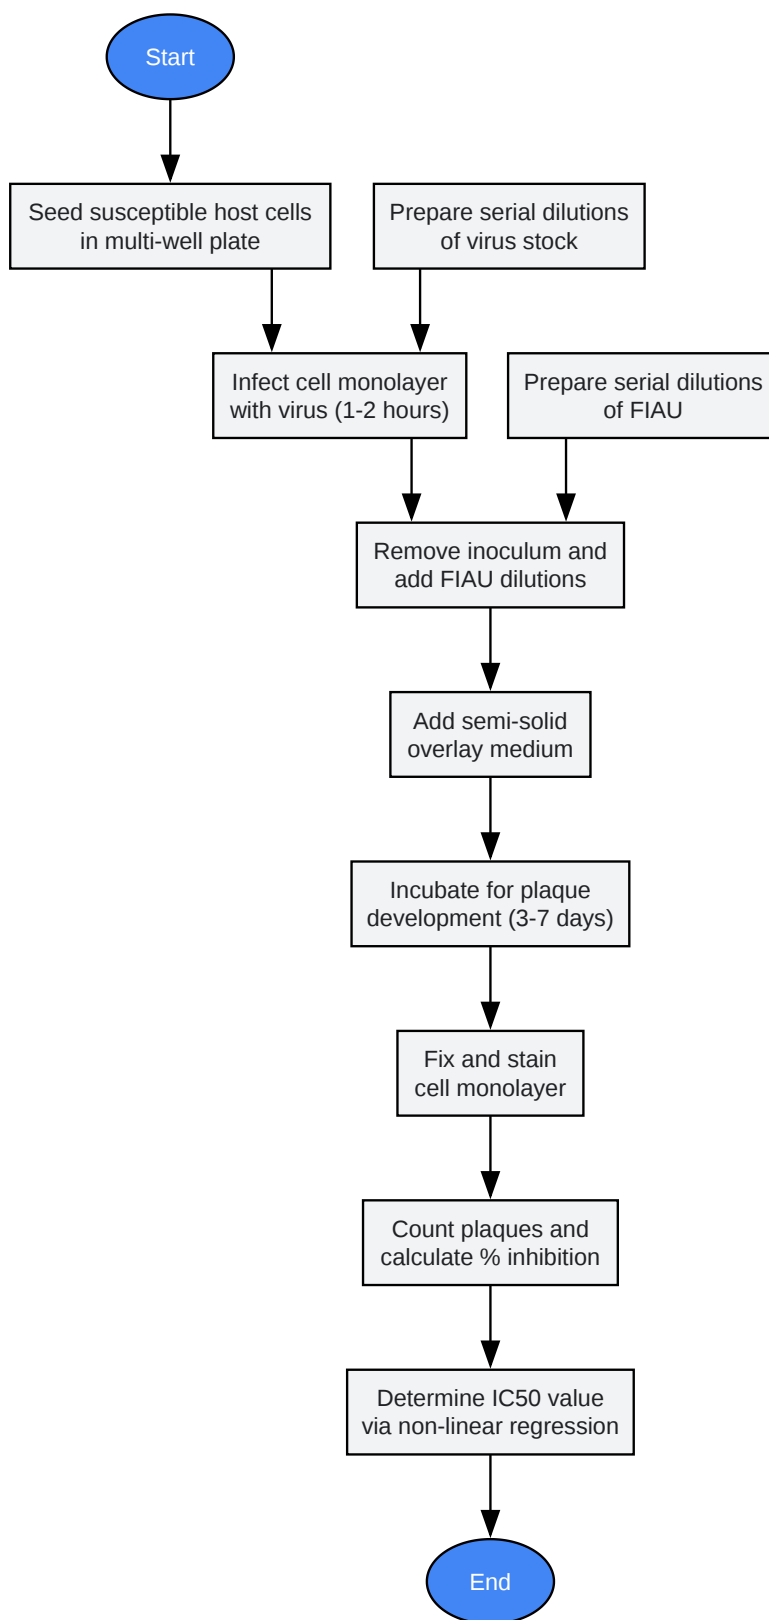 Start
Seed susceptible host cells
in multi-well plate
Prepare serial dilutions
of virus stock
Infect cell monolayer
with virus (1-2 hours)
Prepare serial dilutions
of FIAU
Remove inoculum and
add FIAU dilutions
Add semi-solid
overlay medium
Incubate for plaque
development (3-7 days)
Fix and stain
cell monolayer
Count plaques and
calculate % inhibition
Determine IC50 value
via non-linear regression
End